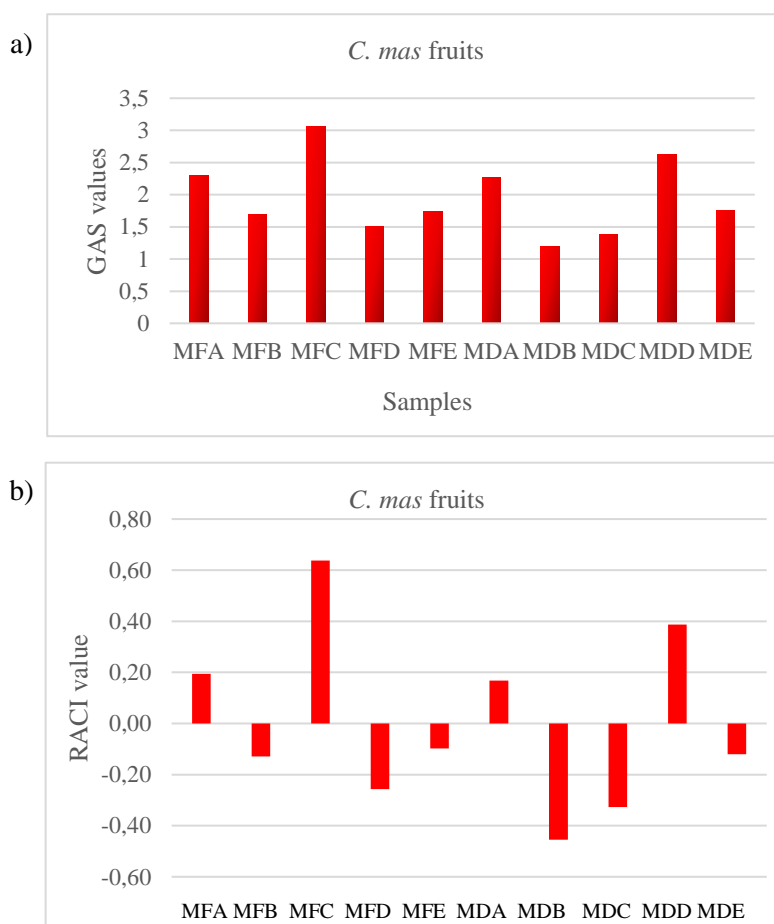 a)
C. mas fruits
3,5
3
2,5
2
1,5
1
0,5
0
GAS values
MFA MFB MFC MFD MFE MDA MDB MDC MDD MDE
Samples
b)
C. mas fruits
0,80
0,60
0,40
0,20
0,00
-0,20
-0,40
-0,60
RACI value
MFA MFB MFC MFD MFE MDA MDB MDC MDD MDE